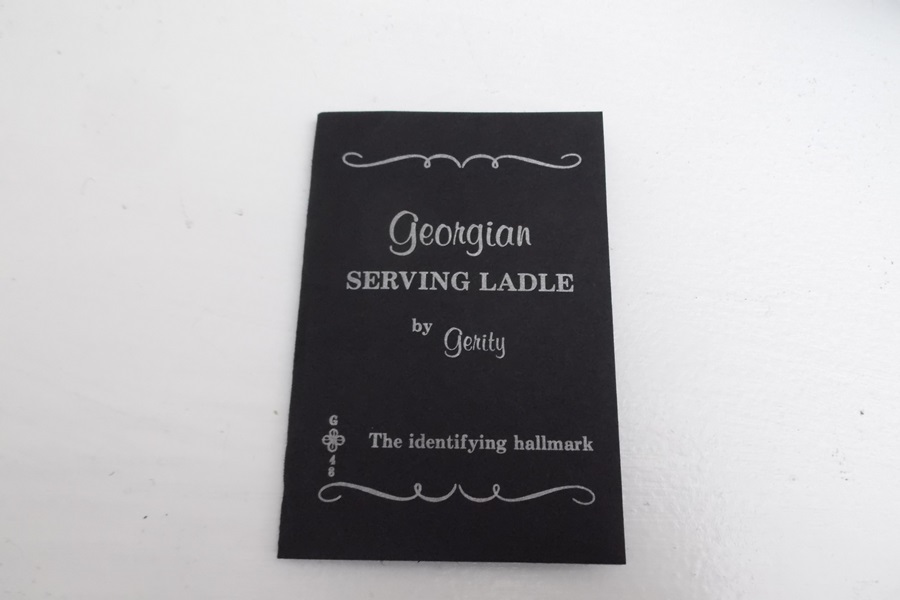 Georgian
SERVING LADLE
by Gerity
G
4
8
The identifying hallmark